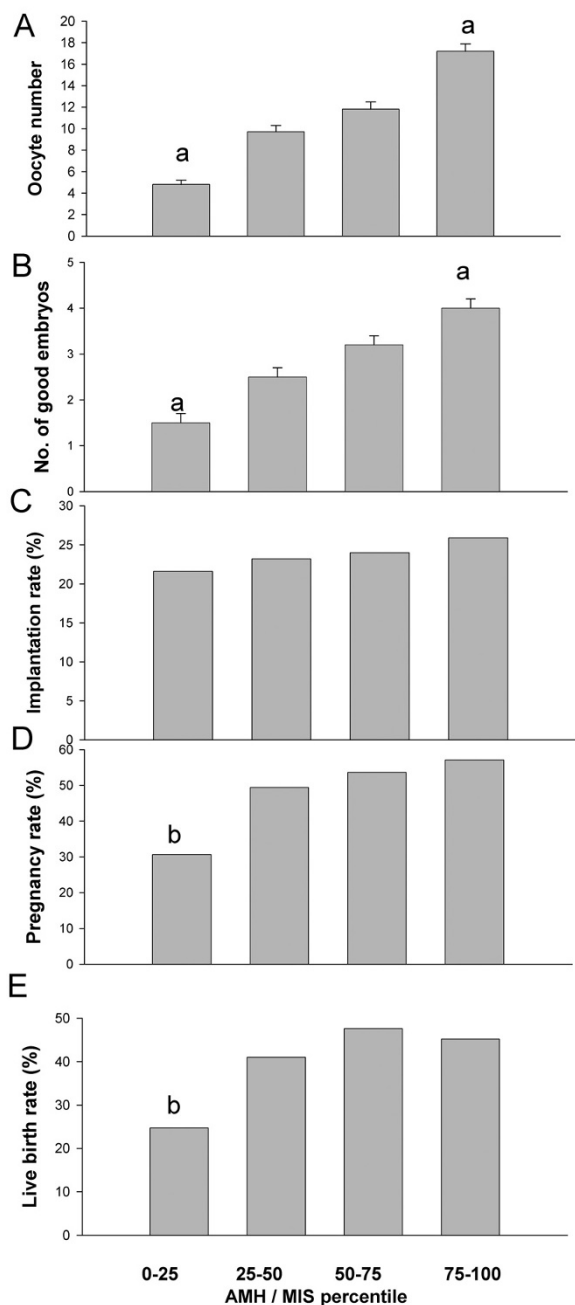 A
Oocyte number
20
18
16
14
12
10
8
6
4
2
0
a
a
B
No. of good embryos
5
4
3
2
1
0
a
a
C
Implantation rate (%)
30
25
20
15
10
5
0
D
Pregnancy rate (%)
60
50
40
30
20
10
0
b
E
Live birth rate (%)
50
40
30
20
10
0
b
0-25 25-50 50-75 75-100
AMH / MIS percentile